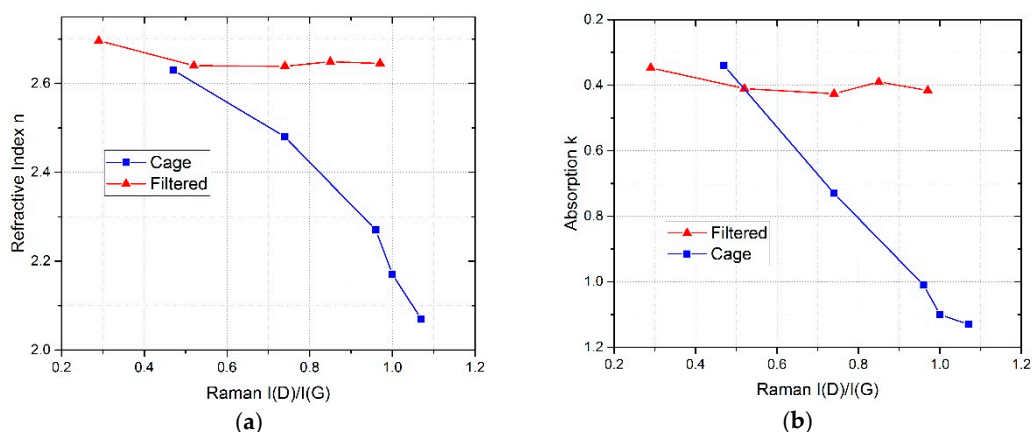 2.6
2.4
2.2
2.0
Refractive Index n
Cage
Filtered
0.2
0.4
0.6
0.8
1.0
1.2
Raman I(D)/I(G)
(a)
0.2
0.4
0.6
0.8
1.0
1.2
Absorption k
Filtered
Cage
0.2
0.4
0.6
0.8
1.0
1.2
Raman I(D)/I(G)
(b)